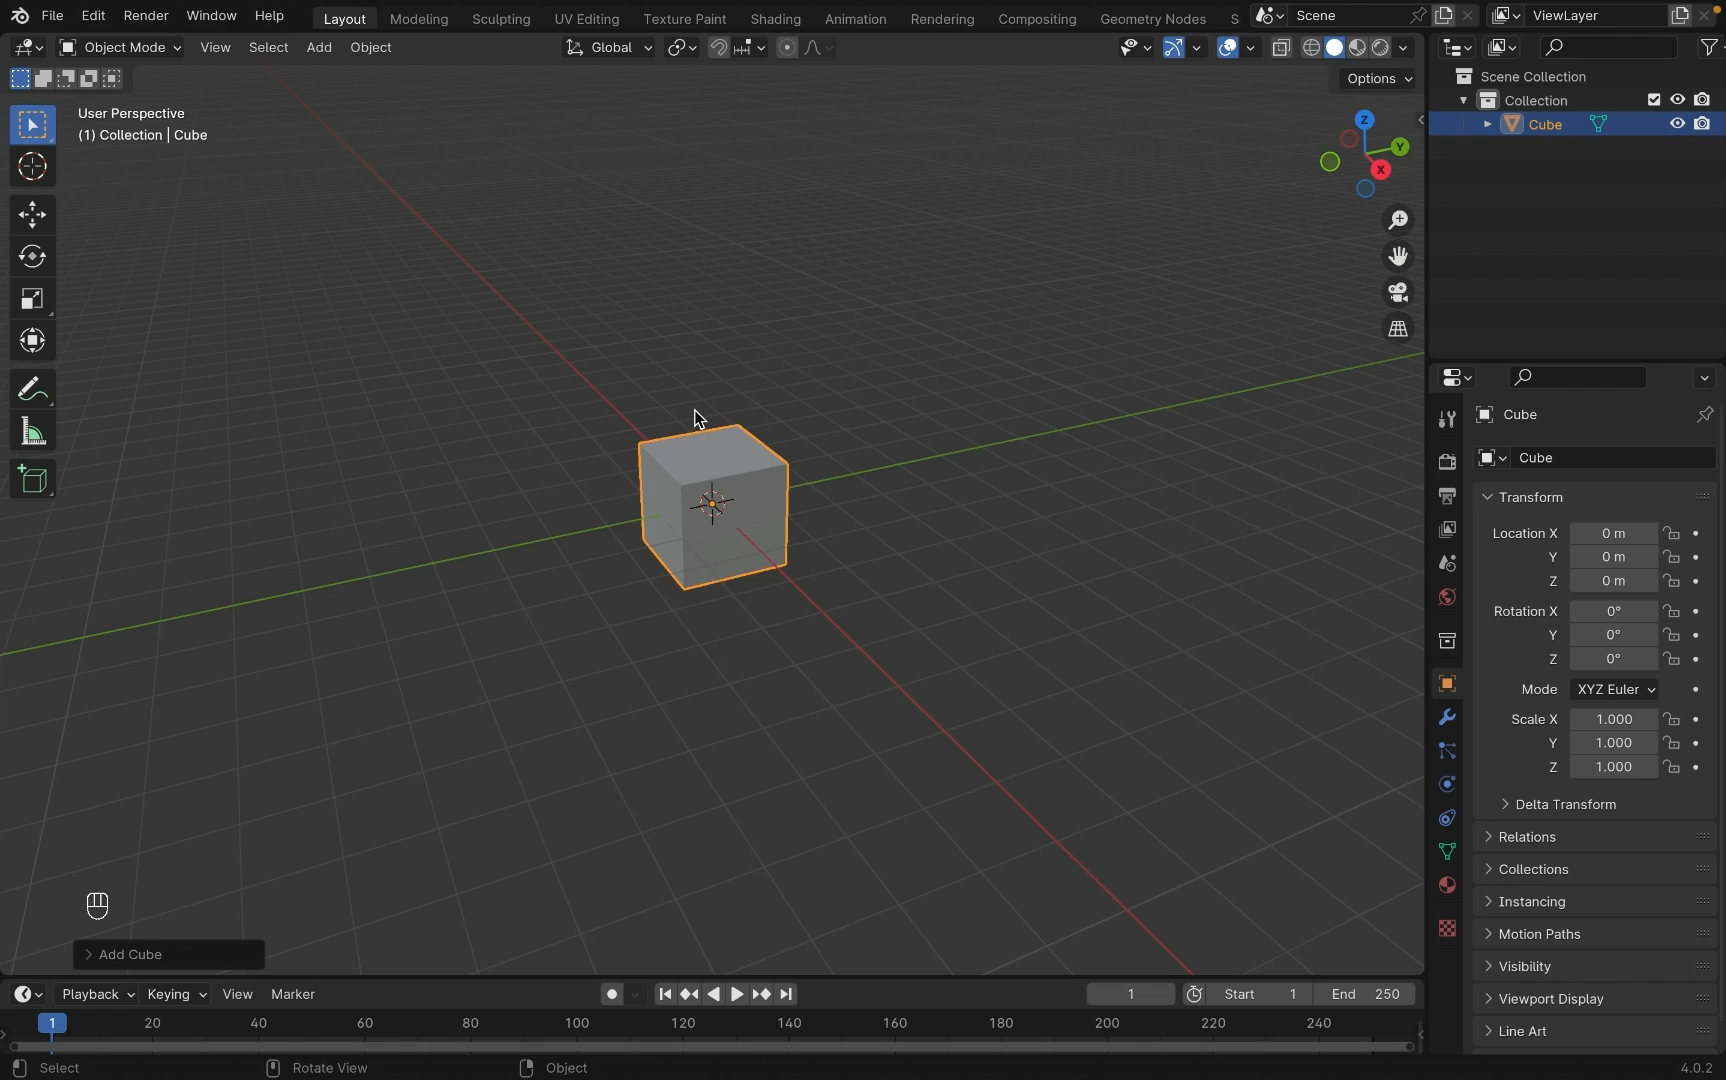 File Edit Render Window Help Layout Modeling Sculpting UV Editing Texture Paint Shading Animation Rendering Compositing Geometry Nodes S Scene ViewLayer
Object Mode View Select Add Object Global
Options
User Perspective
(1) Collection | Cube
Z
Y
X
Add Cube
Scene Collection
Collection
Cube
Cube
Cube
Transform
Location X 0 m
Y 0 m
Z 0 m
Rotation X 0°
Y 0°
Z 0°
Mode XYZ Euler
Scale X 1.000
Y 1.000
Z 1.000
Delta Transform
Relations
Collections
Instancing
Motion Paths
Visibility
Viewport Display
Line Art
Playback Keying View Marker 1 Start 1 End 250
1 20 40 60 80 100 120 140 160 180 200 220 240
Select Rotate View Object 4.0.2